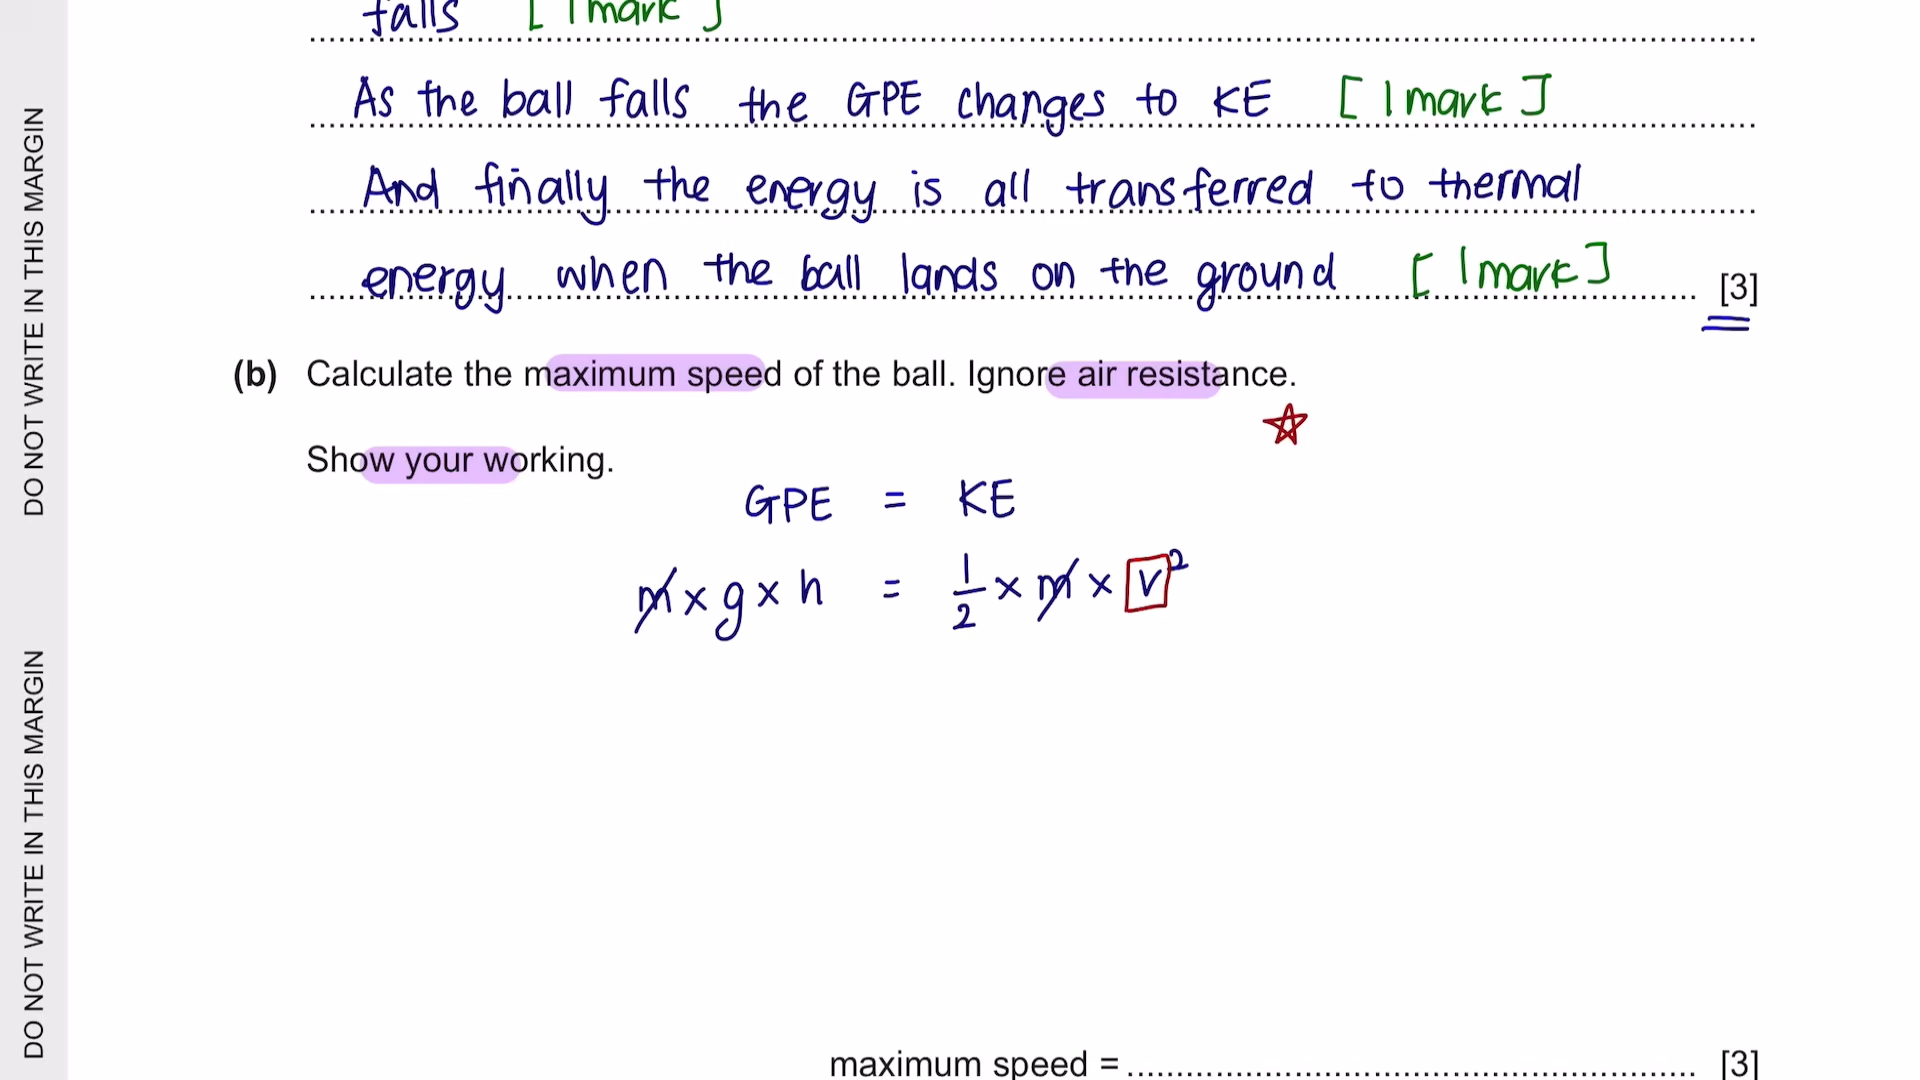 falls [1 mark]
As the ball falls the GPE changes to KE [1 mark]
And finally the energy is all transferred to thermal
energy when the ball lands on the ground [1 mark] [3]
(b) Calculate the maximum speed of the ball. Ignore air resistance.
Show your working.
GPE = KE
m × g × h = 1/2 × m × v²
maximum speed = ........................................................ [3]
DO NOT WRITE IN THIS MARGIN
DO NOT WRITE IN THIS MARGIN